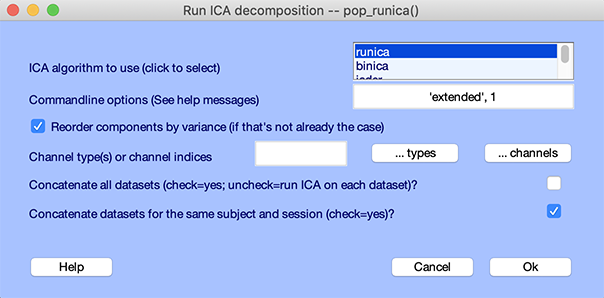 Run ICA decomposition -- pop_runica()
ICA algorithm to use (click to select)
runica
binica
Commandline options (See help messages)
'extended', 1
Reorder components by variance (if that's not already the case)
Channel type(s) or channel indices
... types
... channels
Concatenate all datasets (check=yes; uncheck=run ICA on each dataset)?
Concatenate datasets for the same subject and session (check=yes)?
Help
Cancel
Ok